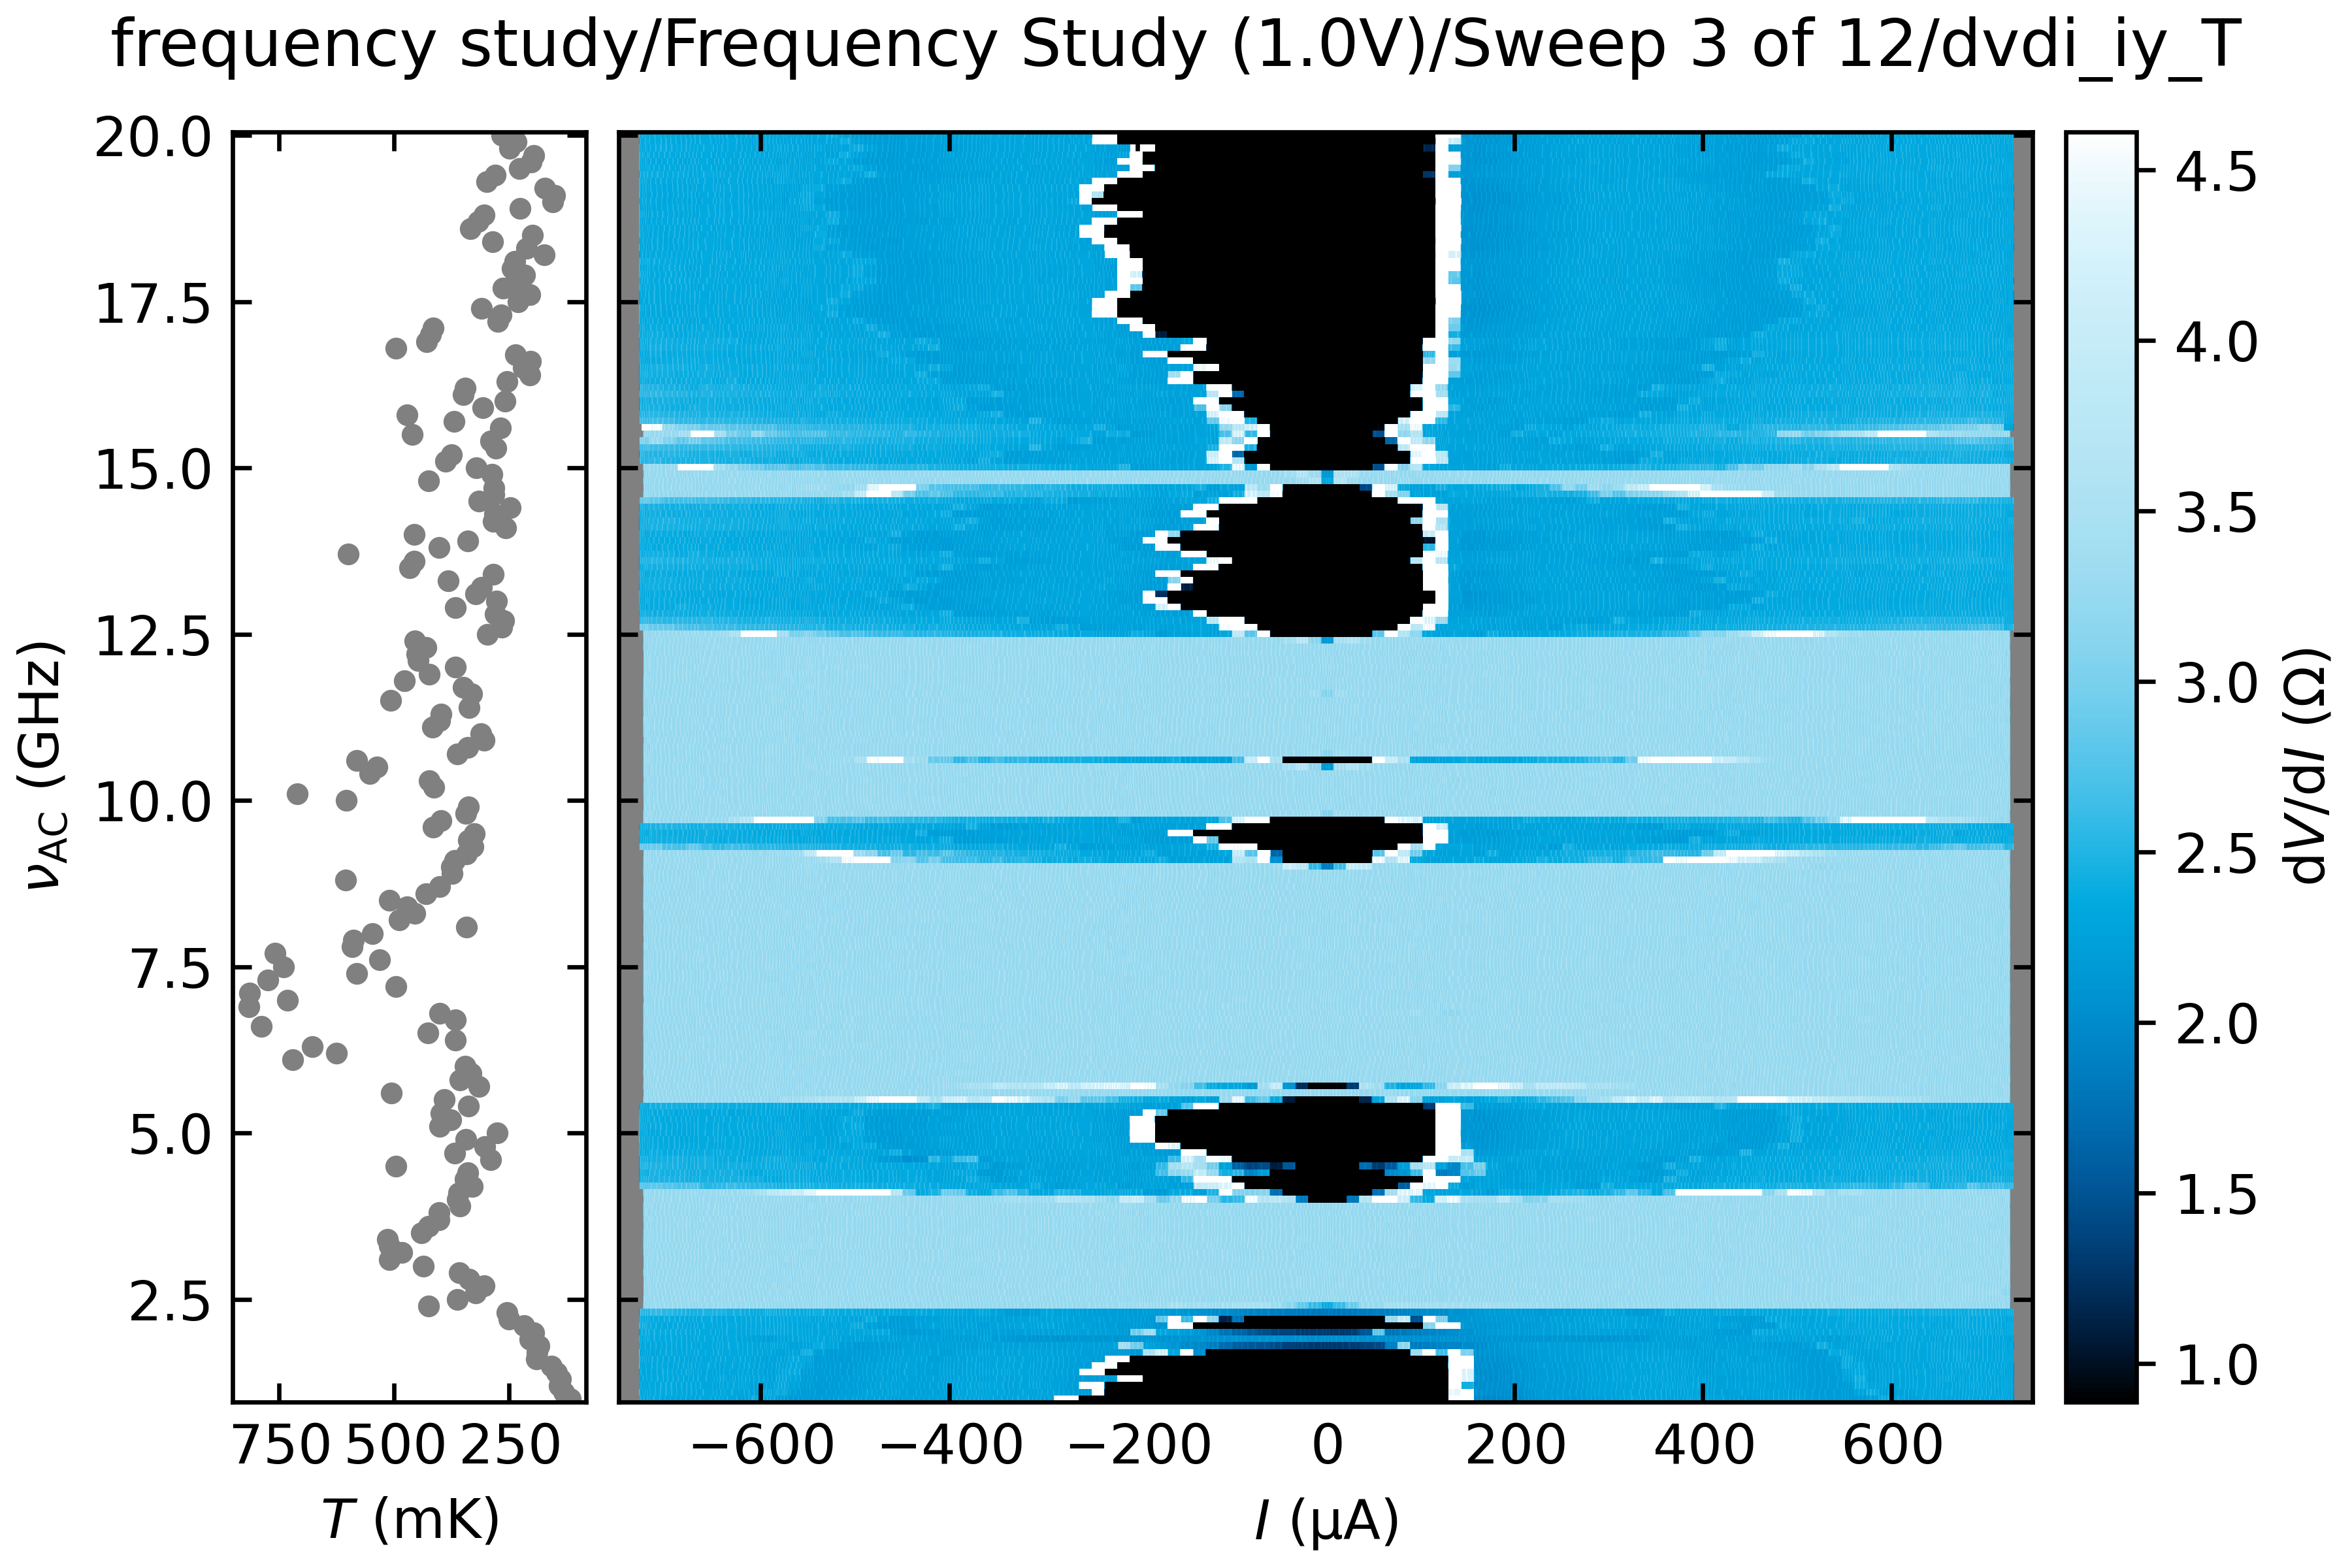 frequency study/Frequency Study (1.0V)/Sweep 3 of 12/dvdi_iy_T
20.0
17.5
15.0
12.5
10.0
7.5
5.0
2.5
ν_AC (GHz)
750 500 250
T (mK)
−600 −400 −200 0 200 400 600
I (µA)
4.5
4.0
3.5
3.0
2.5
2.0
1.5
1.0
dV/dI (Ω)